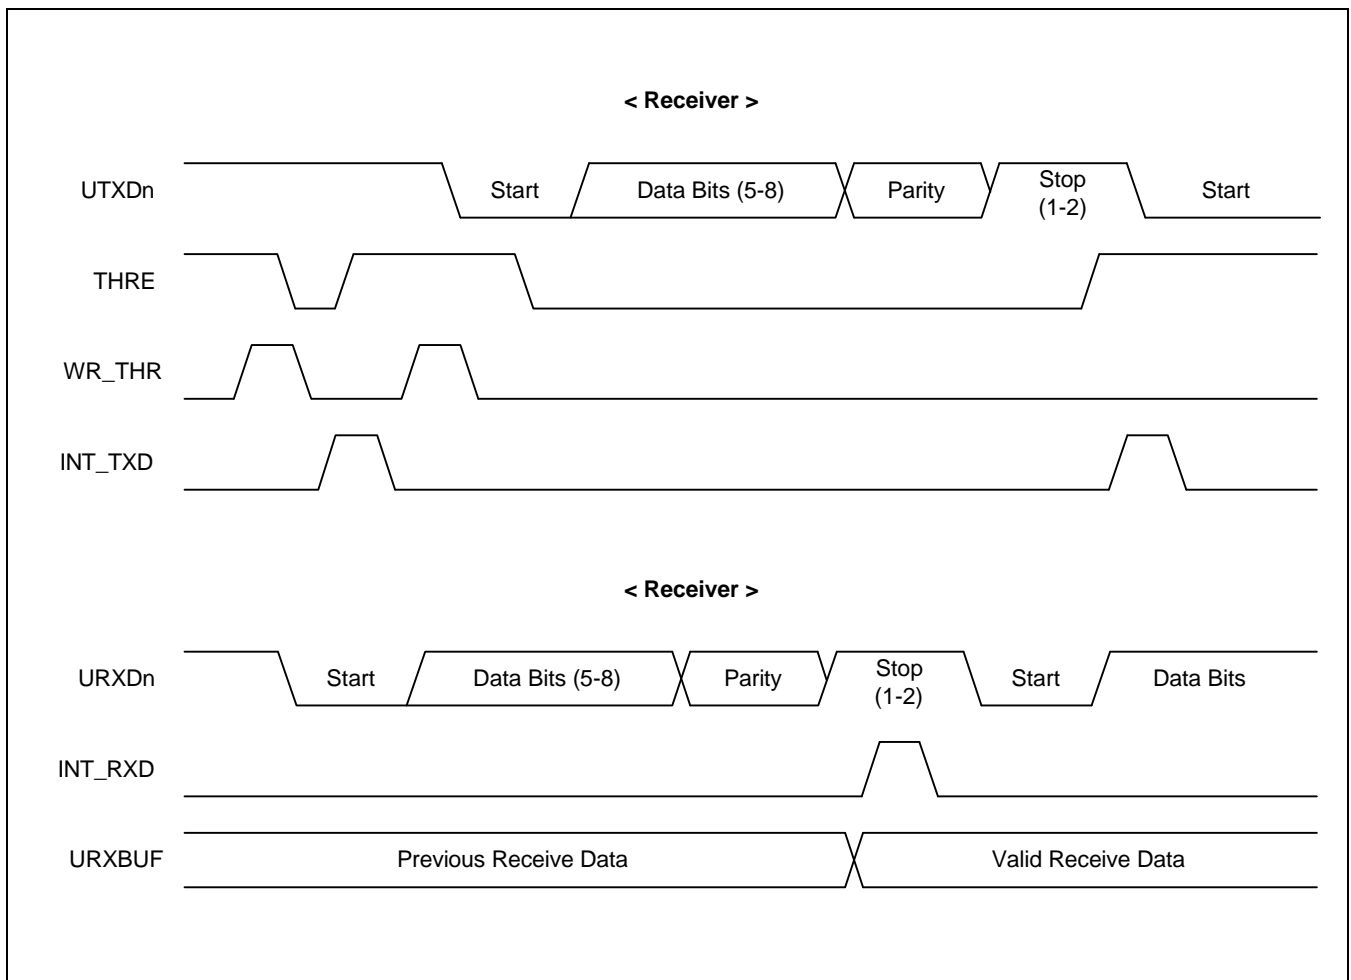 < Receiver >
UTXDn Start Data Bits (5-8) Parity Stop (1-2) Start
THRE
WR_THR
INT_TXD
< Receiver >
URXDn Start Data Bits (5-8) Parity Stop (1-2) Start Data Bits
INT_RXD
URXBUF Previous Receive Data Valid Receive Data